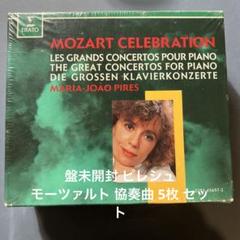 ERATO
MOZART CELEBRATION
LES GRANDS CONCERTOS POUR PIANO
THE GREAT CONCERTOS FOR PIANO
DIE GROSSEN KLAVIERKONZERTE
MARIA-JOAO PIRES
盤未開封 ピレシュ
モーツァルト 協奏曲 5枚 セッ
ト